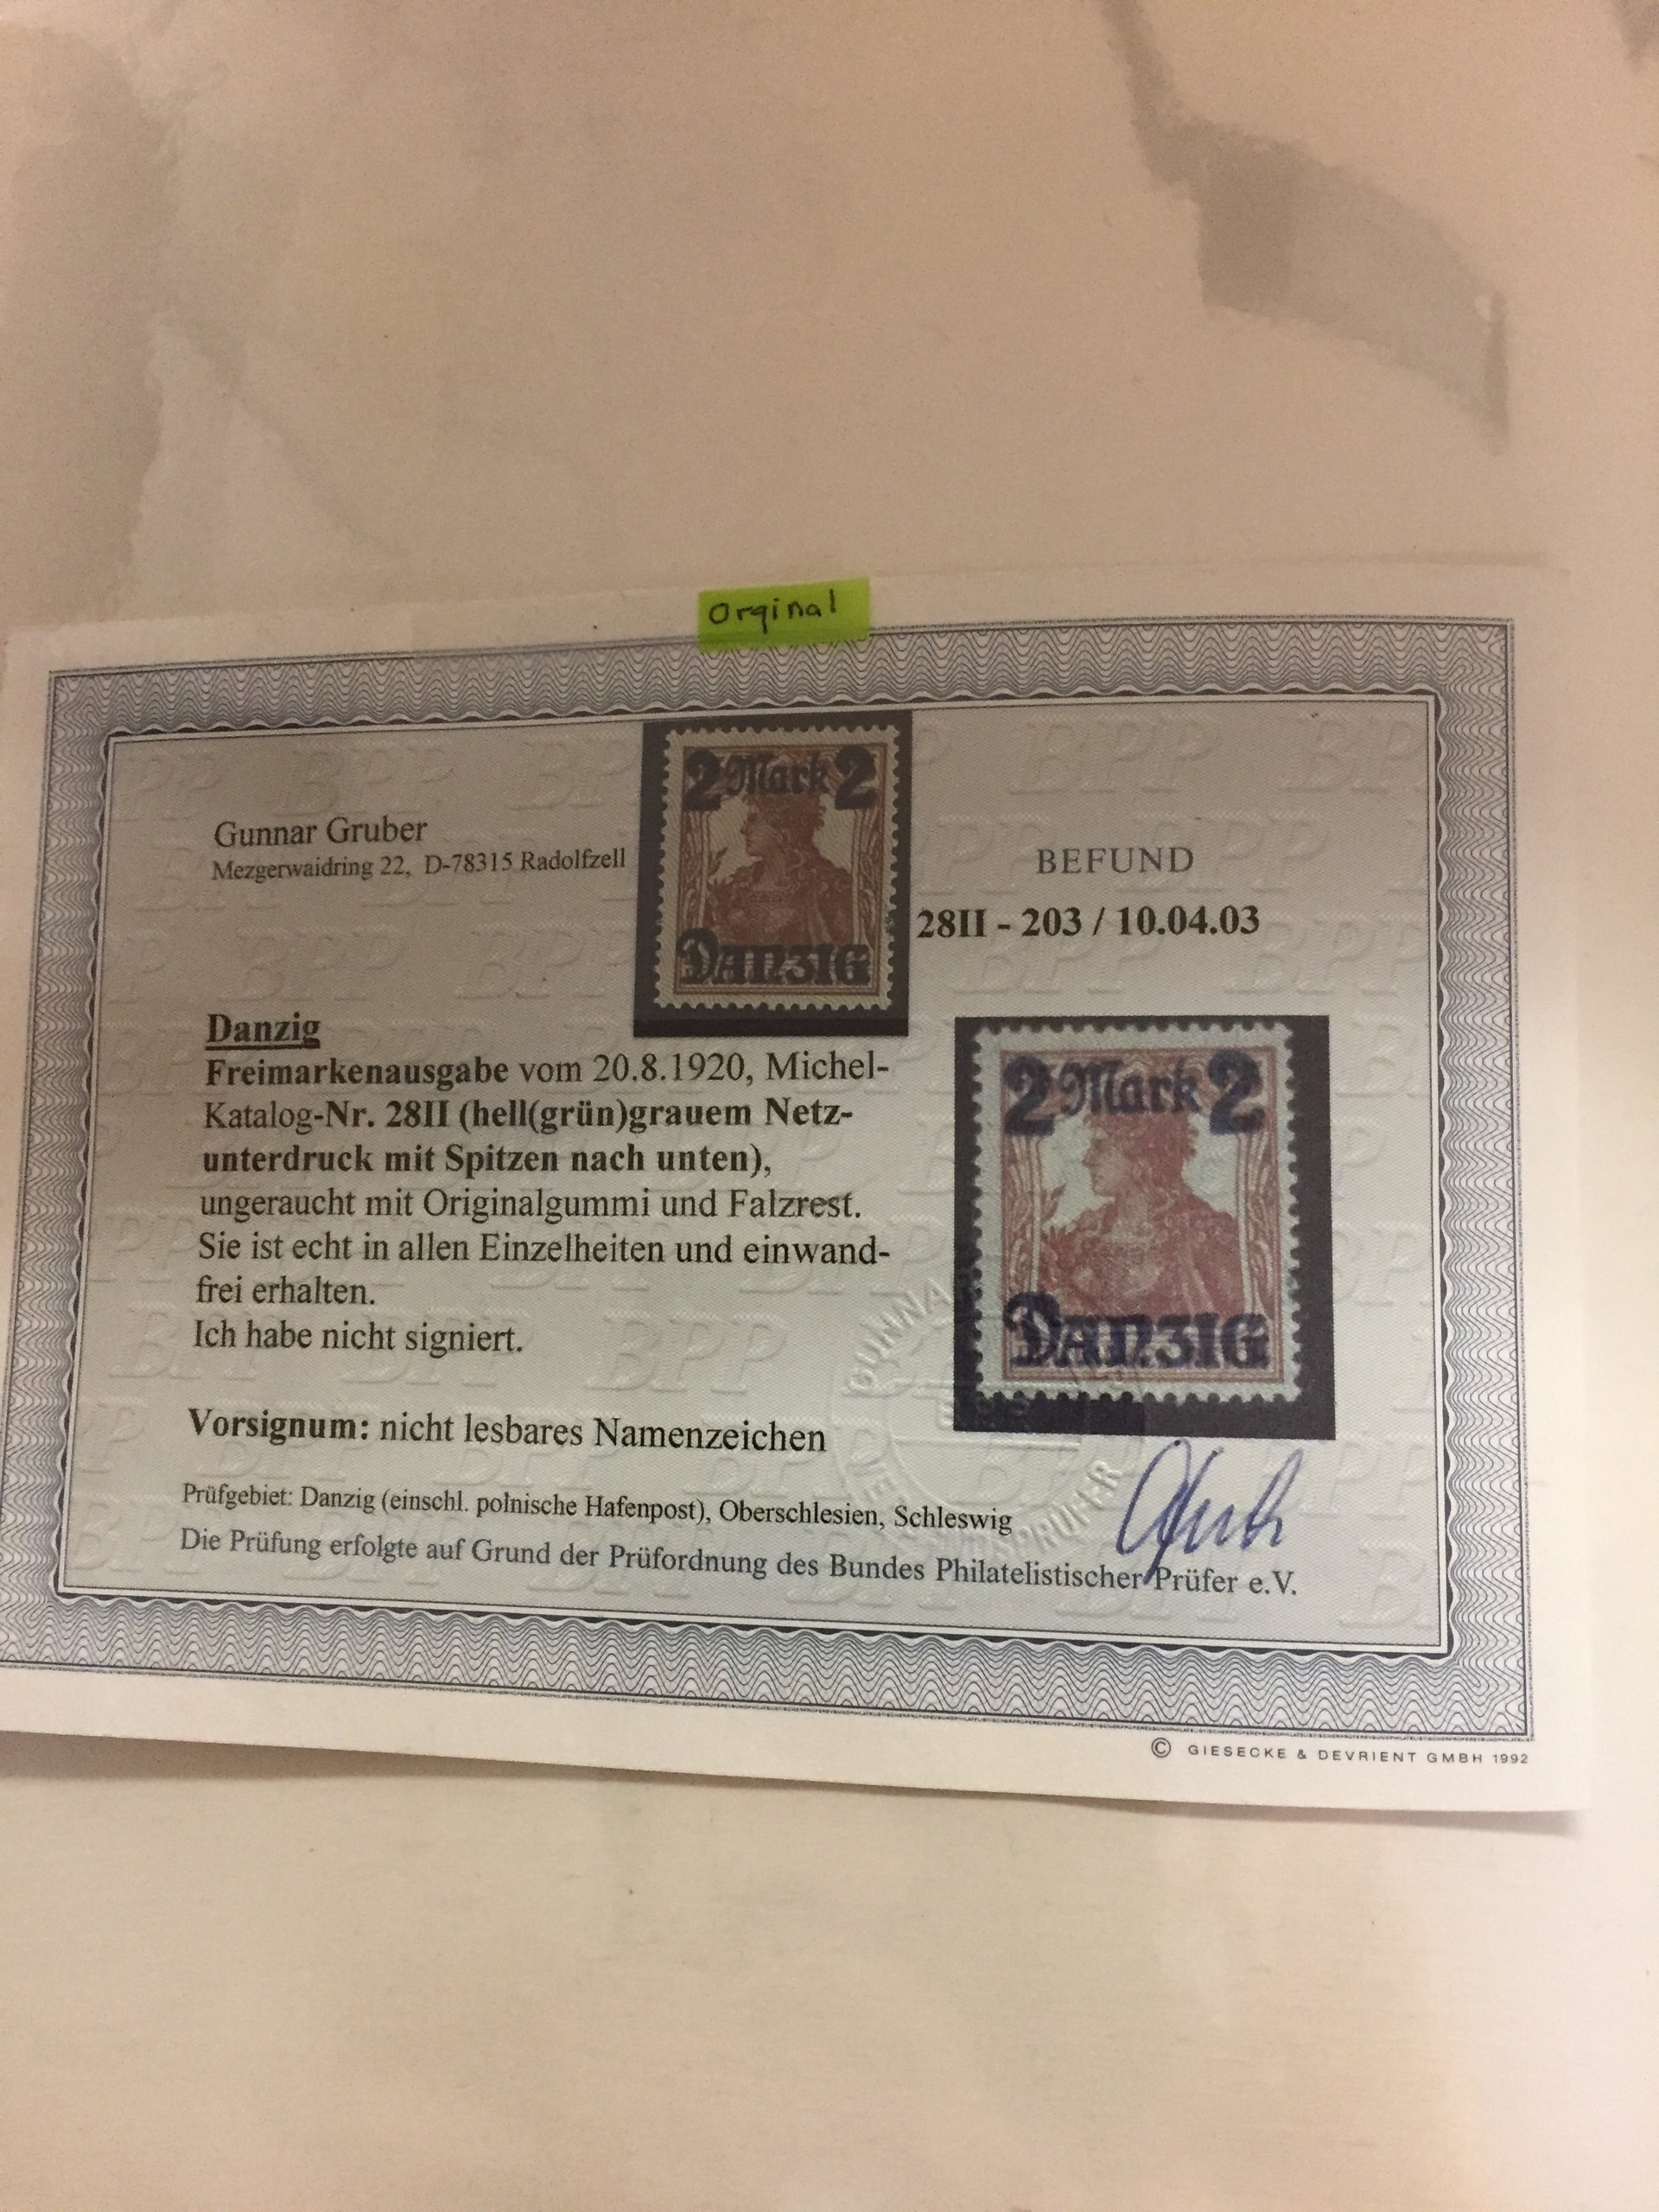 Orginal
Gunnar Gruber
Mezgerwaidring 22, D-78315 Radolfzell
2 Mark 2
DANZIG
BEFUND
28II - 203 / 10.04.03
Danzig
Freimarkenausgabe vom 20.8.1920, Michel-
Katalog-Nr. 28II (hell(grün)grauem Netz-
unterdruck mit Spitzen nach unten),
ungeraucht mit Originalgummi und Falzrest.
Sie ist echt in allen Einzelheiten und einwand-
frei erhalten.
Ich habe nicht signiert.
2 Mark 2
DANZIG
Vorsignum: nicht lesbares Namenzeichen
Prüfgebiet: Danzig (einschl. polnische Hafenpost), Oberschlesien, Schleswig
Die Prüfung erfolgte auf Grund der Prüfordnung des Bundes Philatelistischer Prüfer e.V.
© GIESECKE & DEVRIENT GMBH 1992
BPP